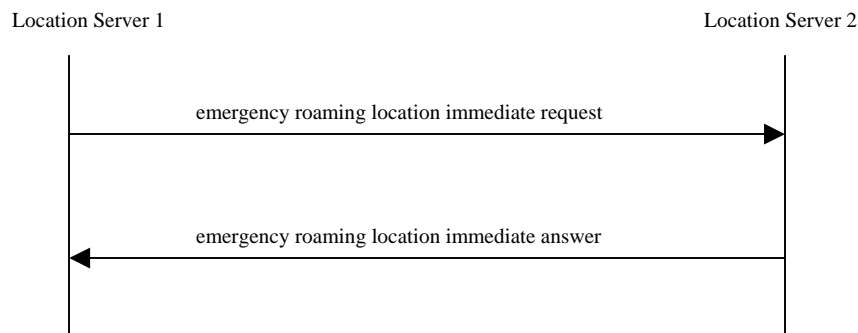 Location Server 1
Location Server 2
emergency roaming location immediate request
emergency roaming location immediate answer